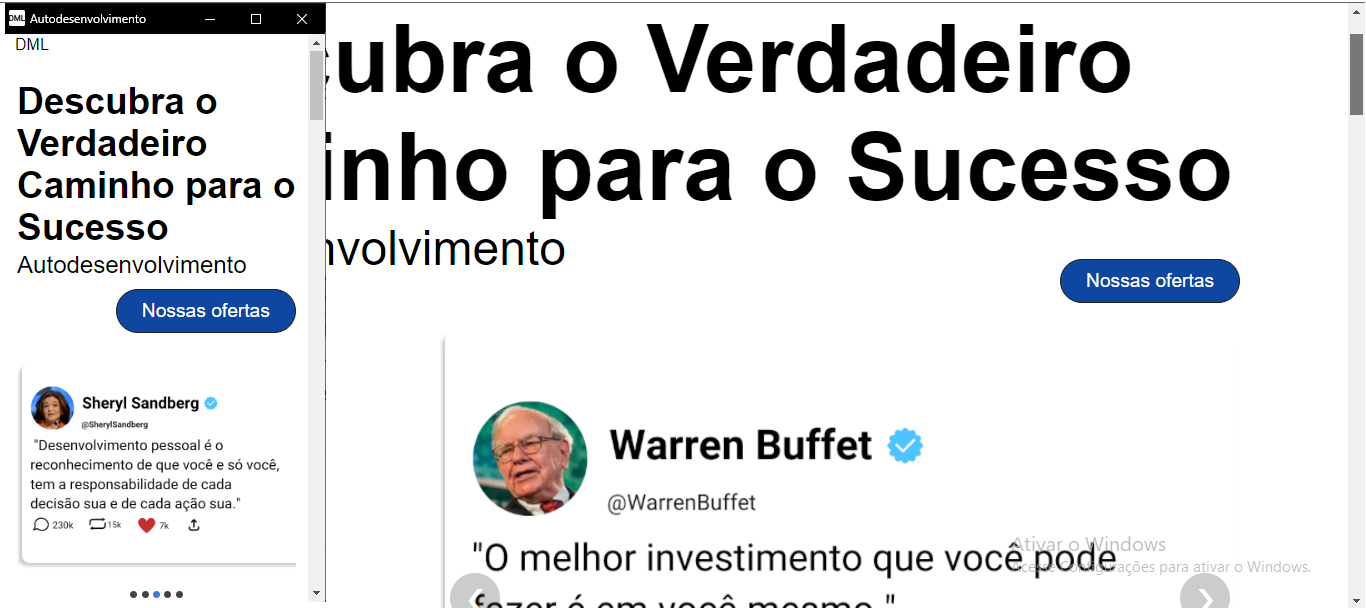 DML Autodesenvolvimento
DML
Descubra o
Verdadeiro
Caminho para o
Sucesso
Autodesenvolvimento
Nossas ofertas
Sheryl Sandberg
@SherylSandberg
"Desenvolvimento pessoal é o
reconhecimento de que você e só você,
tem a responsabilidade de cada
decisão sua e de cada ação sua."
230k 15k 7k
cubra o Verdadeiro
inho para o Sucesso
nvolvimento
Nossas ofertas
Warren Buffet
@WarrenBuffet
"O melhor investimento que você pode
fazer é em você mesmo."
Ativar o Windows
Acesse Configurações para ativar o Windows.